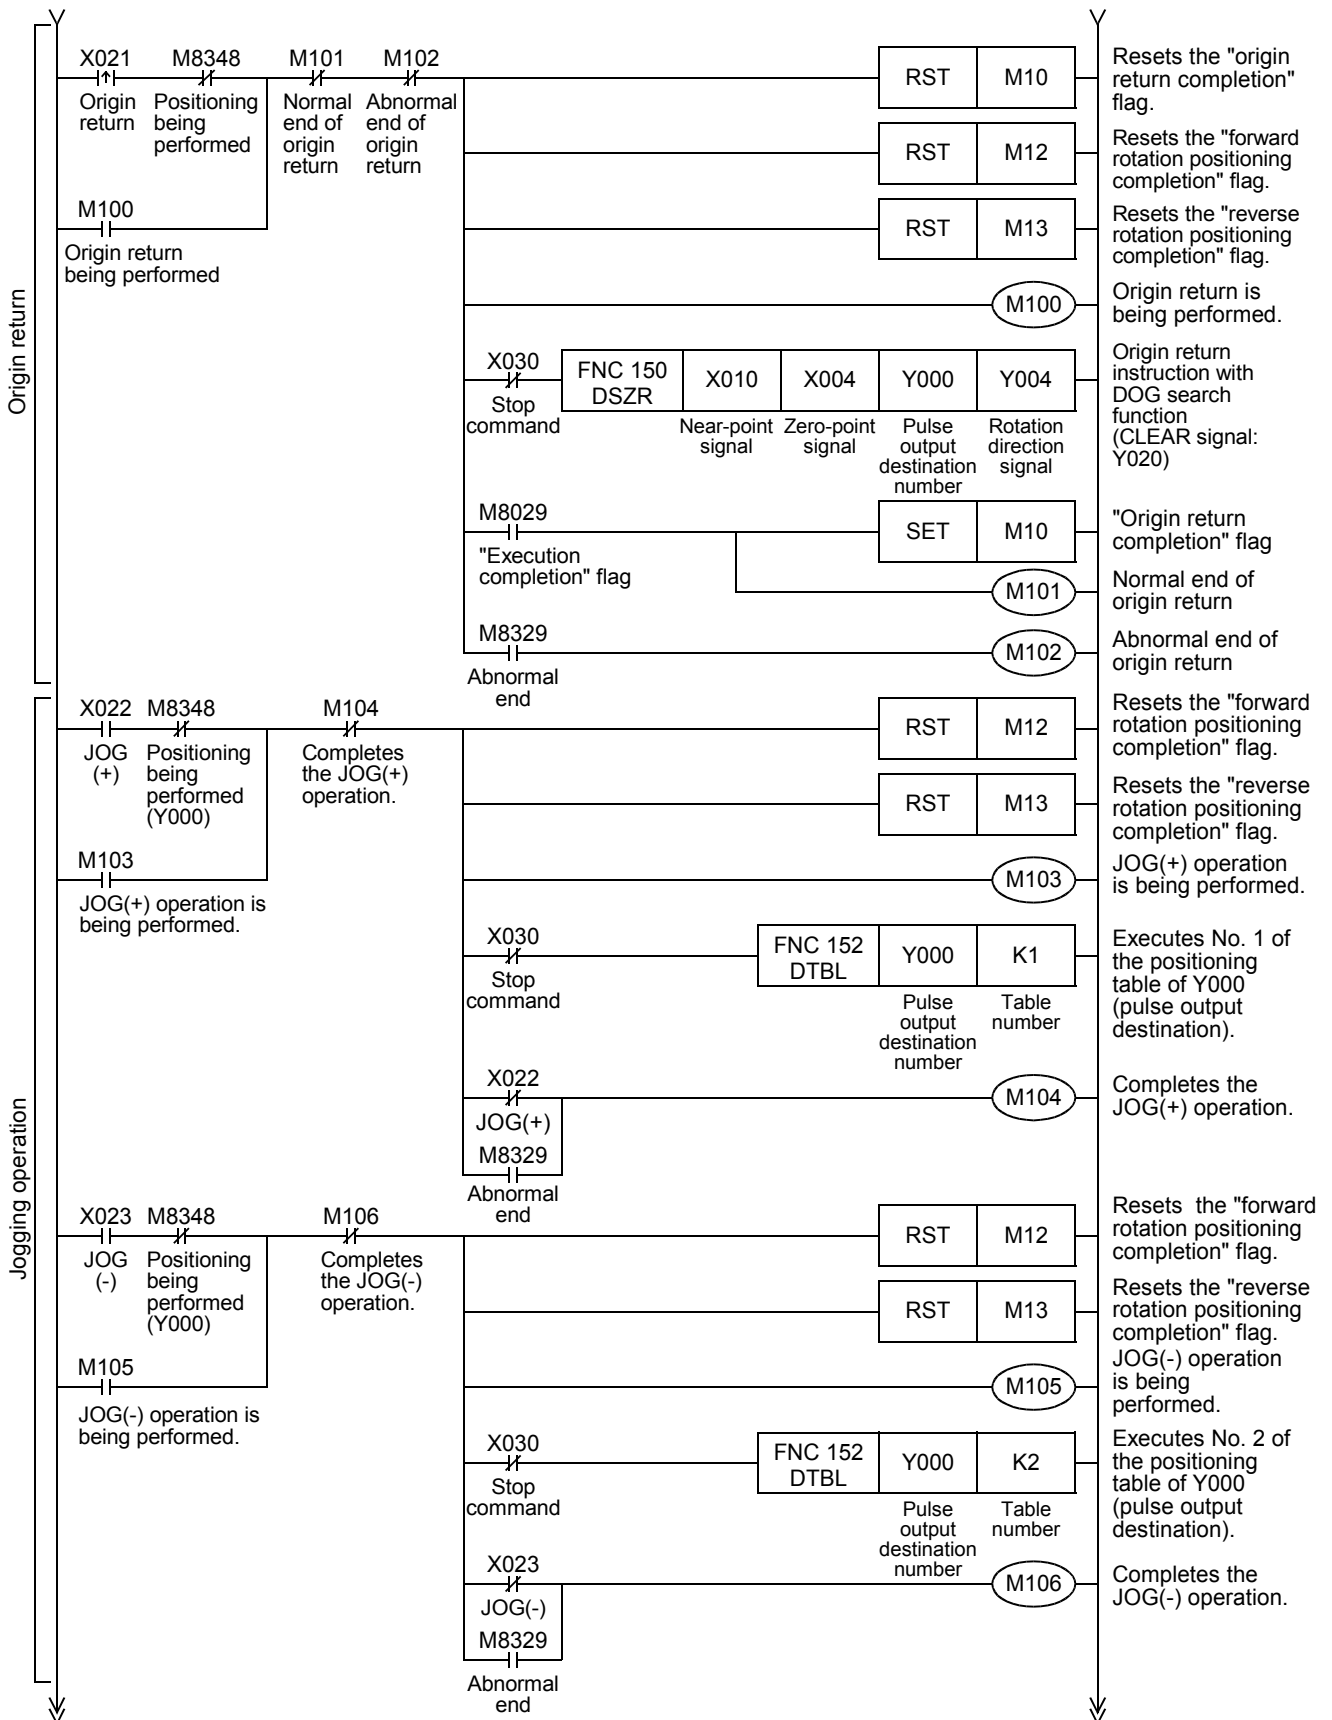 Origin return
X021
M8348
M101
M102
Origin
return
Positioning
being
performed
Normal
end of
origin
return
Abnormal
end of
origin
return
RST
M10
Resets the "origin
return completion"
flag.
RST
M12
Resets the "forward
rotation positioning
completion" flag.
M100
Origin return
being performed
RST
M13
Resets the "reverse
rotation positioning
completion" flag.
M100
Origin return is
being performed.
X030
Stop
command
FNC 150
DSZR
X010
X004
Y000
Y004
Near-point
signal
Zero-point
signal
Pulse
output
destination
number
Rotation
direction
signal
Origin return
instruction with
DOG search
function
(CLEAR signal:
Y020)
M8029
"Execution
completion" flag
SET
M10
"Origin return
completion" flag
M101
Normal end of
origin return
M8329
Abnormal
end
M102
Abnormal end of
origin return
Jogging operation
X022
M8348
M104
JOG
(+)
Positioning
being
performed
(Y000)
Completes
the JOG(+)
operation.
RST
M12
Resets the "forward
rotation positioning
completion" flag.
RST
M13
Resets the "reverse
rotation positioning
completion" flag.
M103
JOG(+) operation is
being performed.
M103
JOG(+) operation
is being performed.
X030
Stop
command
FNC 152
DTBL
Y000
K1
Pulse
output
destination
number
Table
number
Executes No. 1 of
the positioning
table of Y000
(pulse output
destination).
X022
JOG(+)
M8329
Abnormal
end
M104
Completes the
JOG(+) operation.
X023
M8348
M106
JOG
(-)
Positioning
being
performed
(Y000)
Completes
the JOG(-)
operation.
RST
M12
Resets  the "forward
rotation positioning
completion" flag.
RST
M13
Resets the "reverse
rotation positioning
completion" flag.
M105
JOG(-) operation is
being performed.
M105
JOG(-) operation
is being
performed.
X030
Stop
command
FNC 152
DTBL
Y000
K2
Pulse
output
destination
number
Table
number
Executes No. 2 of
the positioning
table of Y000
(pulse output
destination).
X023
JOG(-)
M8329
Abnormal
end
M106
Completes the
JOG(-) operation.